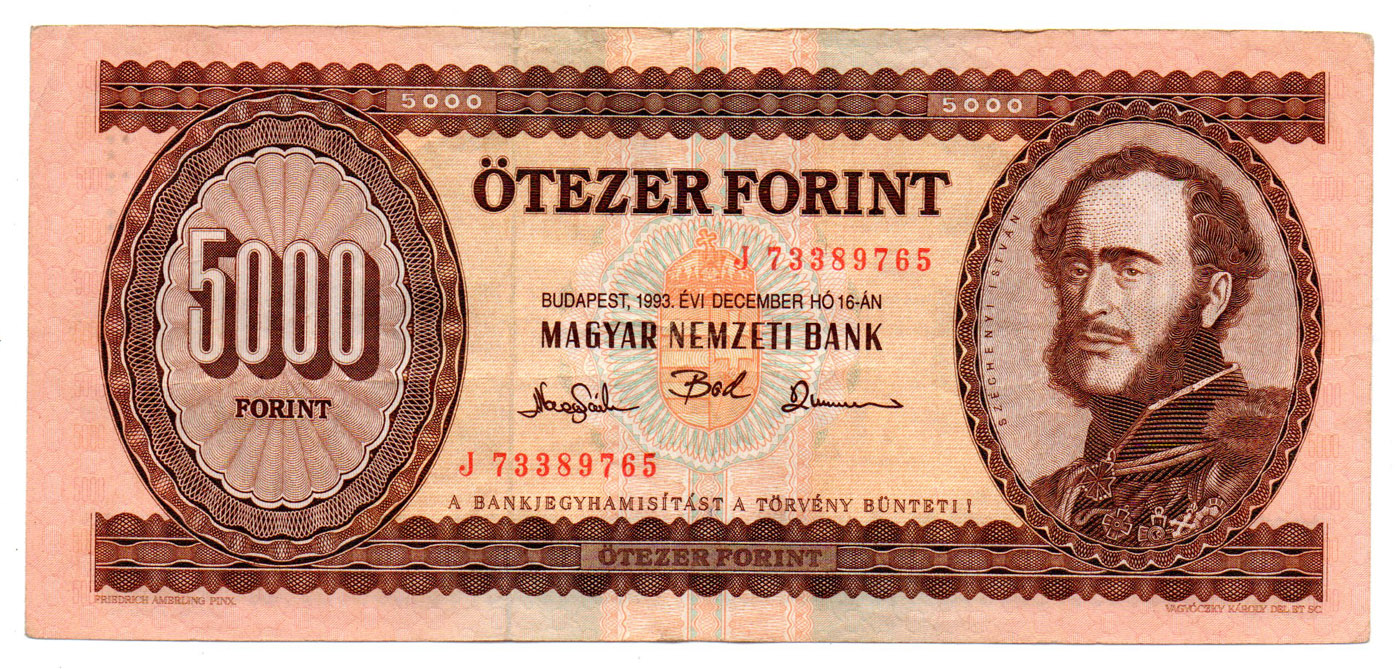 5000 5000
ÖTEZER FORINT
J 73389765
BUDAPEST, 1993. ÉVI DECEMBER HÓ 16-ÁN
MAGYAR NEMZETI BANK
5000
FORINT
SZÉCHENYI ISTVÁN
J 73389765
A BANKJEGYHAMISÍTÁST A TÖRVÉNY BÜNTETI!
ÖTEZER FORINT
FRIEDRICH AMERLING PINX.
VAGYÓCZKY KÁROLY DEL. ET SC.